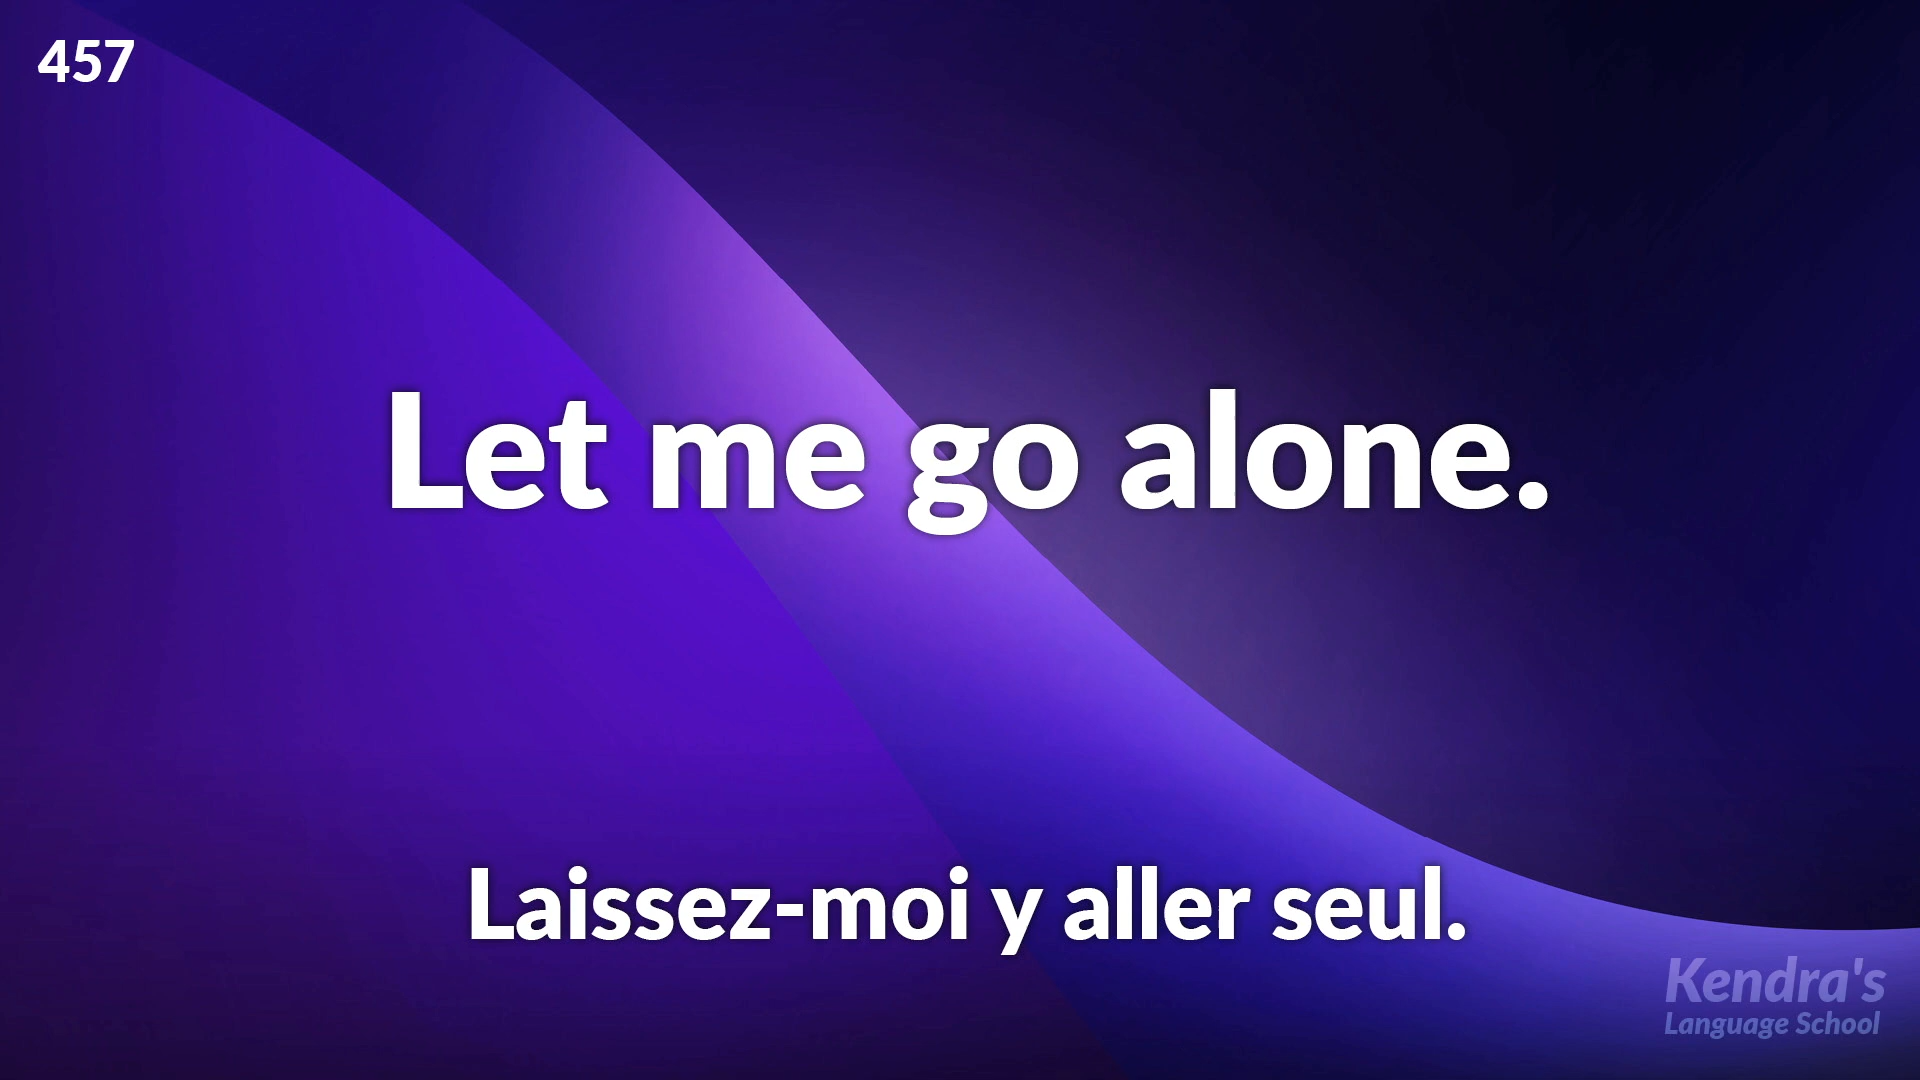 457
Let me go alone.
Laissez-moi y aller seul.
Kendra's
Language School